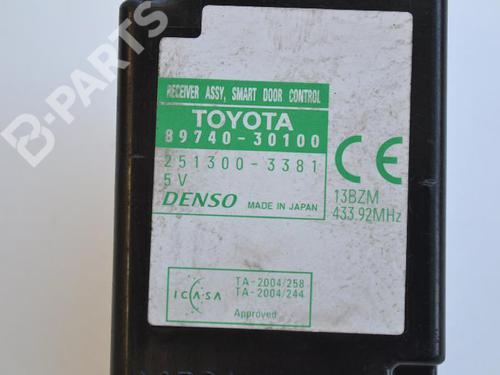 B-PARTS
RECEIVER ASSY, SMART DOOR CONTROL
TOYOTA
89740-30100
251300-3381
5V
DENSO MADE IN JAPAN
CE
13BZM
433.92MHz
ICASA
TA-2004/258
TA-2004/244
Approved